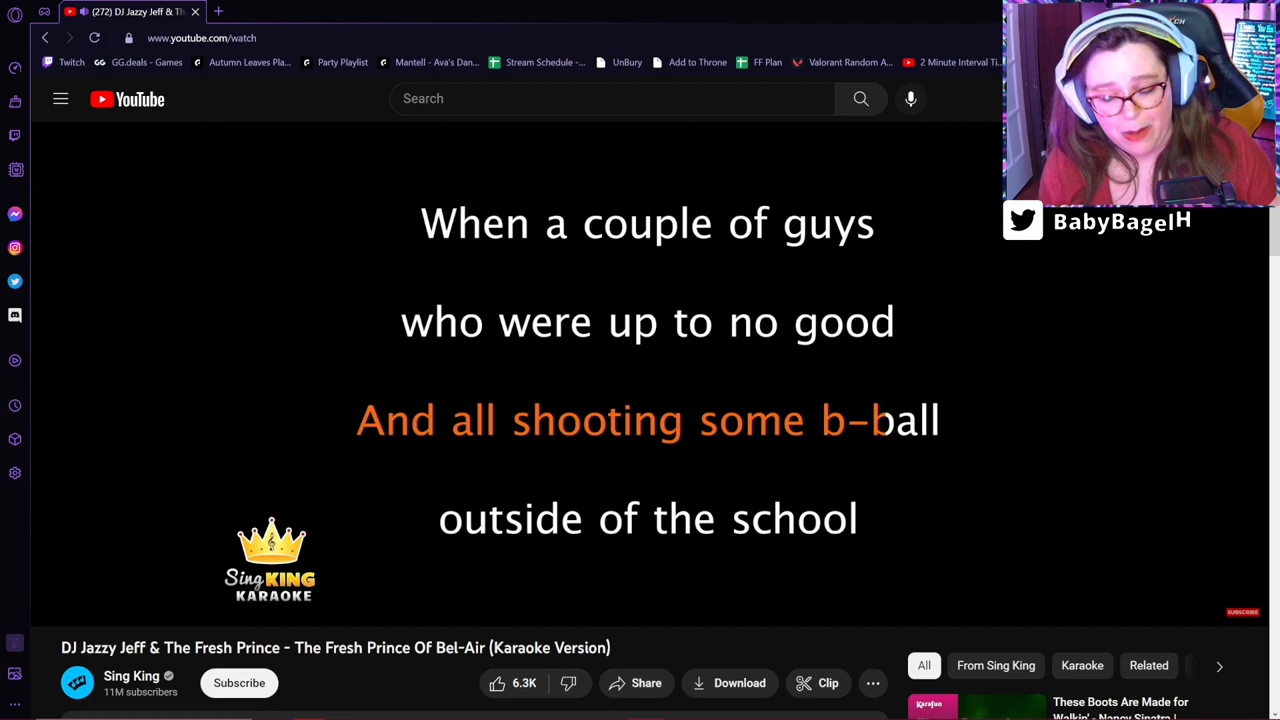 (272) DJ Jazzy Jeff & Th
www.youtube.com/watch
Twitch
GG.deals - Games
Autumn Leaves Pla...
Party Playlist
Mantell - Ava's Dan...
Stream Schedule - ...
UnBury
Add to Throne
FF Plan
Valorant Random A...
2 Minute Interval Ti
YouTube
Search
BabyBagelH
When a couple of guys
who were up to no good
And all shooting some b-ball
outside of the school
Sing KING
KARAOKE
SUBSCRIBE
DJ Jazzy Jeff & The Fresh Prince - The Fresh Prince Of Bel-Air (Karaoke Version)
Sing King
11M subscribers
Subscribe
6.3K
Share
Download
Clip
All
From Sing King
Karaoke
Related
KaraFun
These Boots Are Made for
Walkin' - Nancy Sinatra |